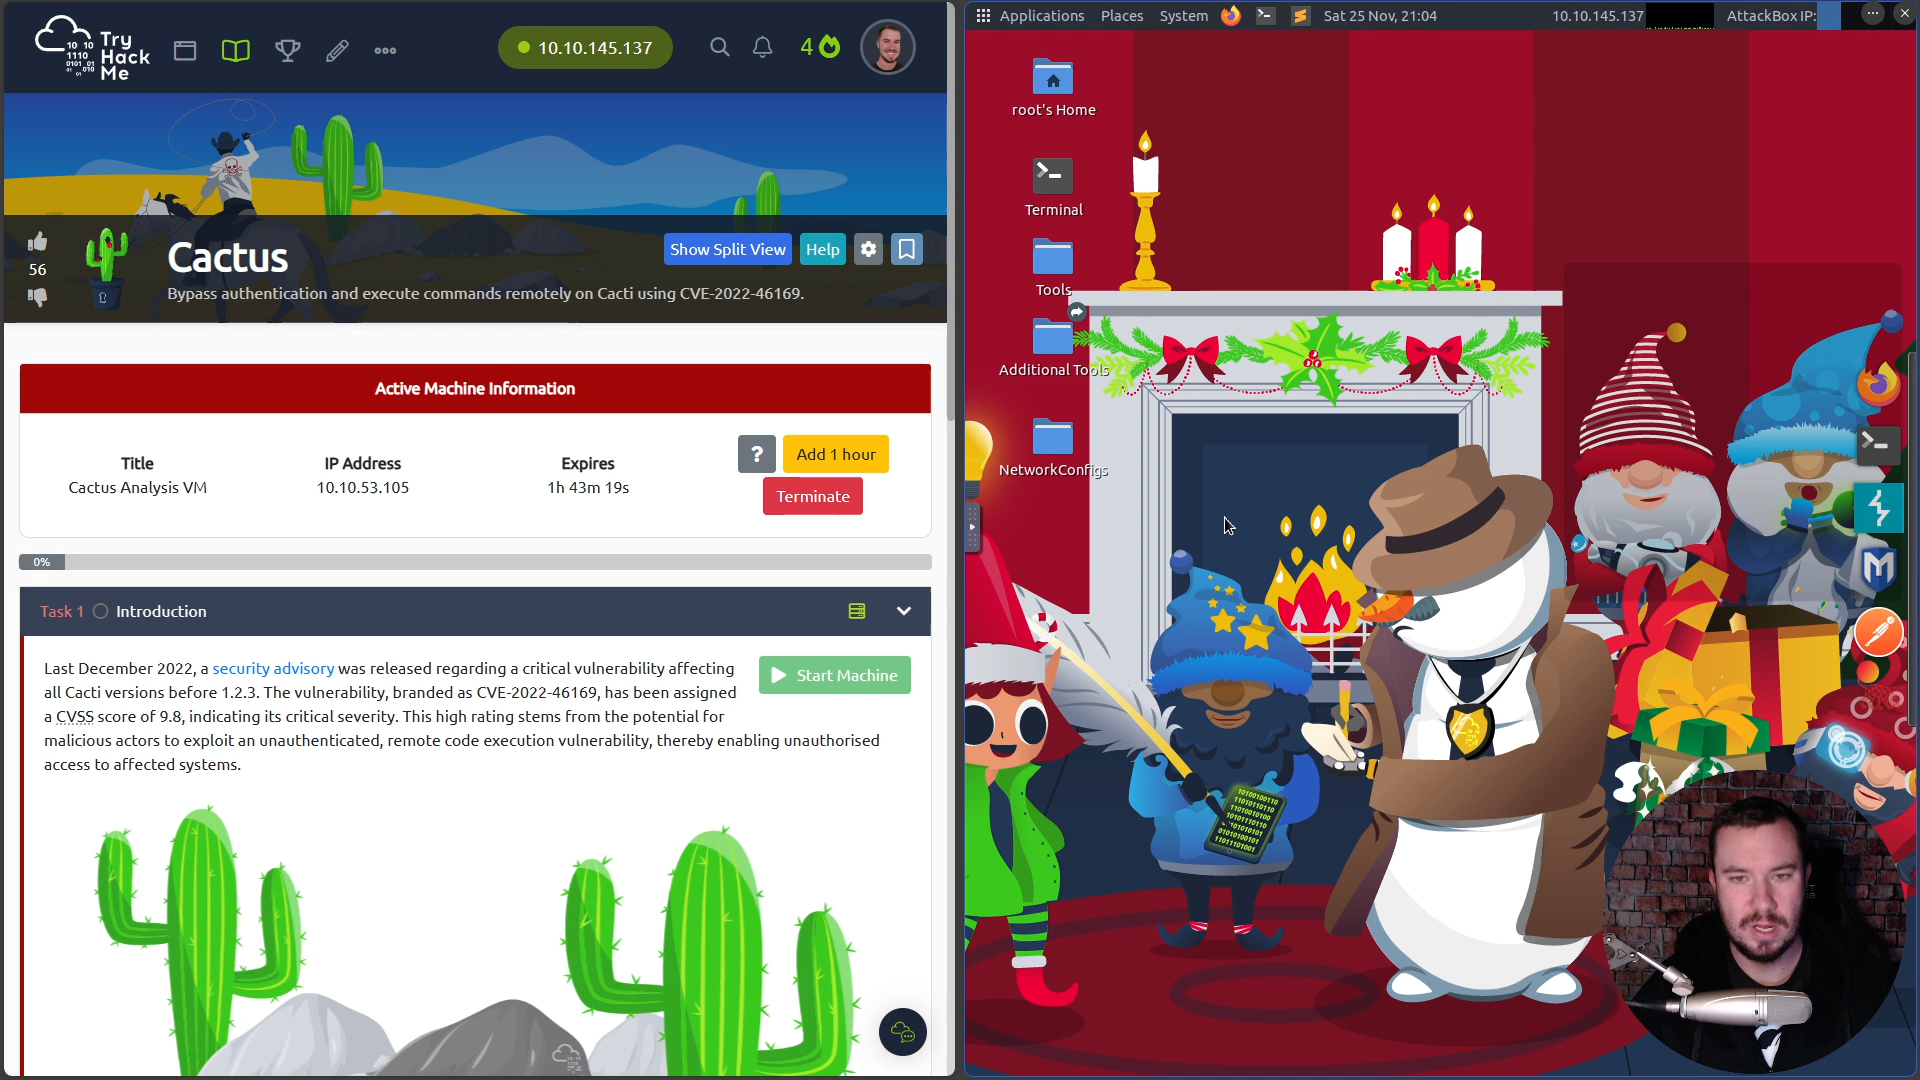 Try
Hack
Me
10.10.145.137
4
Applications Places System
Sat 25 Nov, 21:04
10.10.145.137
AttackBox IP:
56
Cactus
Show Split View
Help
Bypass authentication and execute commands remotely on Cacti using CVE-2022-46169.
Active Machine Information
Title
IP Address
Expires
? Add 1 hour
Cactus Analysis VM
10.10.53.105
1h 43m 19s
Terminate
0%
Task 1 Introduction
Last December 2022, a security advisory was released regarding a critical vulnerability affecting
all Cacti versions before 1.2.3. The vulnerability, branded as CVE-2022-46169, has been assigned
a CVSS score of 9.8, indicating its critical severity. This high rating stems from the potential for
malicious actors to exploit an unauthenticated, remote code execution vulnerability, thereby enabling unauthorised
access to affected systems.
Start Machine
root's Home
Terminal
Tools
Additional Tools
NetworkConfigs